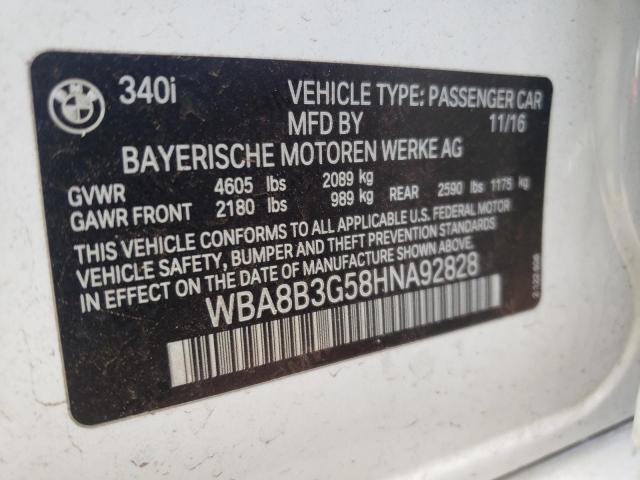 BMW 340i VEHICLE TYPE: PASSENGER CAR
MFD BY 11/16
BAYERISCHE MOTOREN WERKE AG
GVWR 4605 lbs 2089 kg
GAWR FRONT 2180 lbs 989 kg REAR 2590 lbs 1175 kg
THIS VEHICLE CONFORMS TO ALL APPLICABLE U.S. FEDERAL MOTOR
VEHICLE SAFETY, BUMPER AND THEFT PREVENTION STANDARDS
IN EFFECT ON THE DATE OF MANUFACTURE SHOWN ABOVE.
WBA8B3G58HNA92828